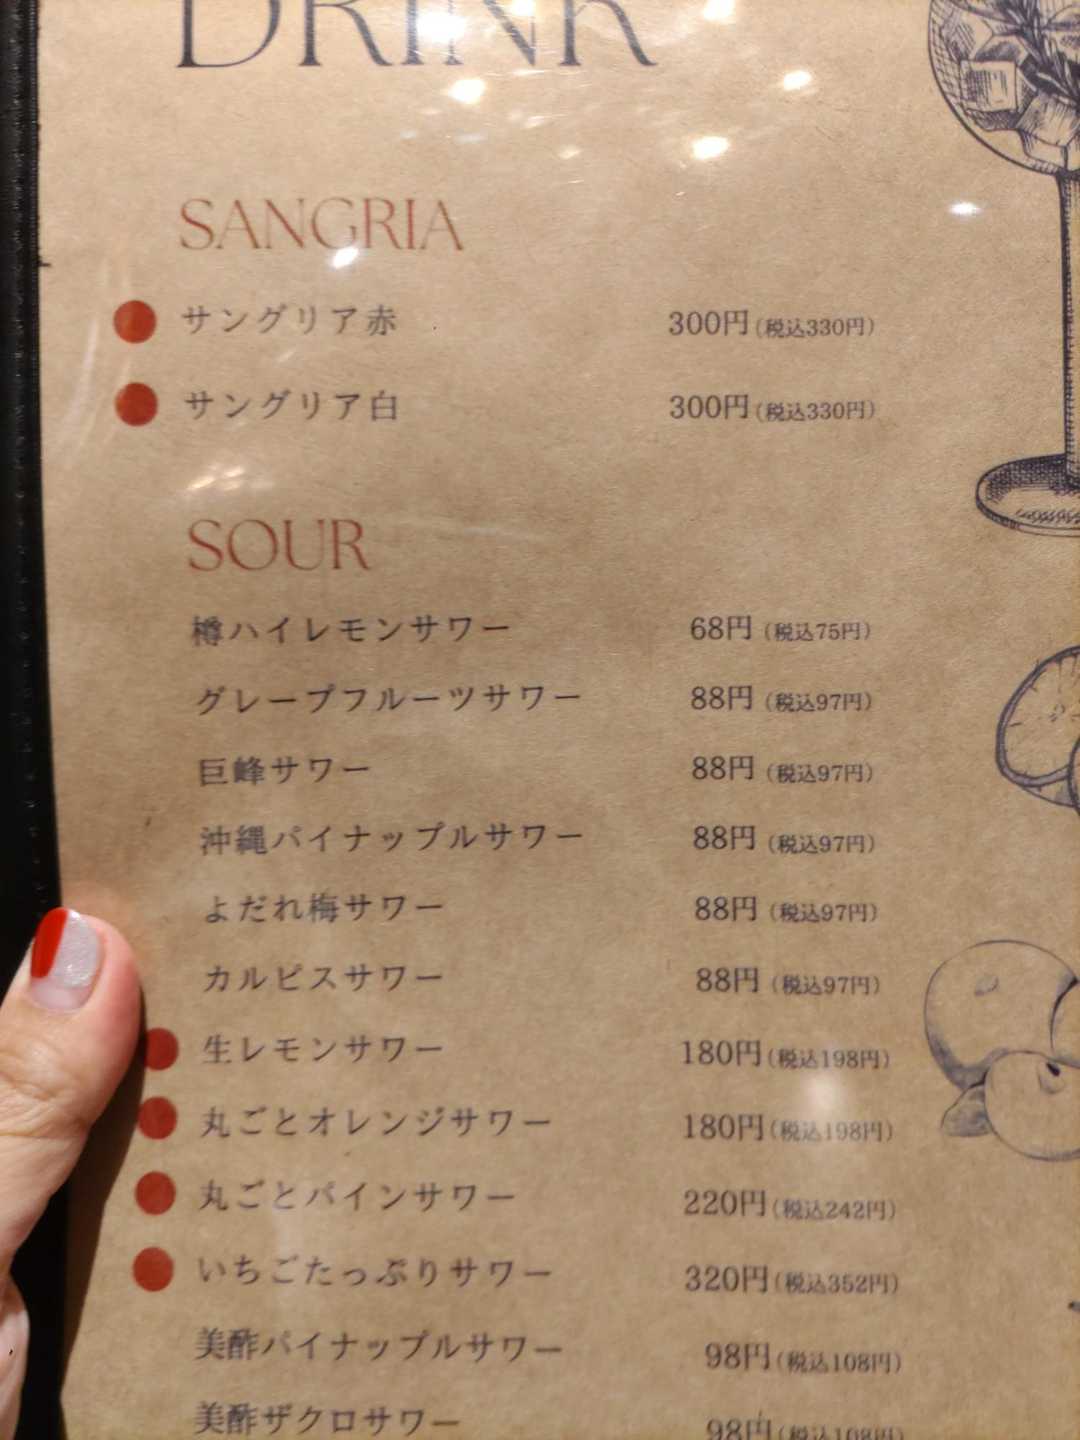 DRINK
SANGRIA
サングリア赤 300円(税込330円)
サングリア白 300円(税込330円)
SOUR
樽ハイレモンサワー 68円(税込75円)
グレープフルーツサワー 88円(税込97円)
巨峰サワー 88円(税込97円)
沖縄パイナップルサワー 88円(税込97円)
よだれ梅サワー 88円(税込97円)
カルピスサワー 88円(税込97円)
生レモンサワー 180円(税込198円)
丸ごとオレンジサワー 180円(税込198円)
丸ごとパインサワー 220円(税込242円)
いちごたっぷりサワー 320円(税込352円)
美酢パイナップルサワー 98円(税込108円)
美酢ザクロサワー 98円(税込108円)